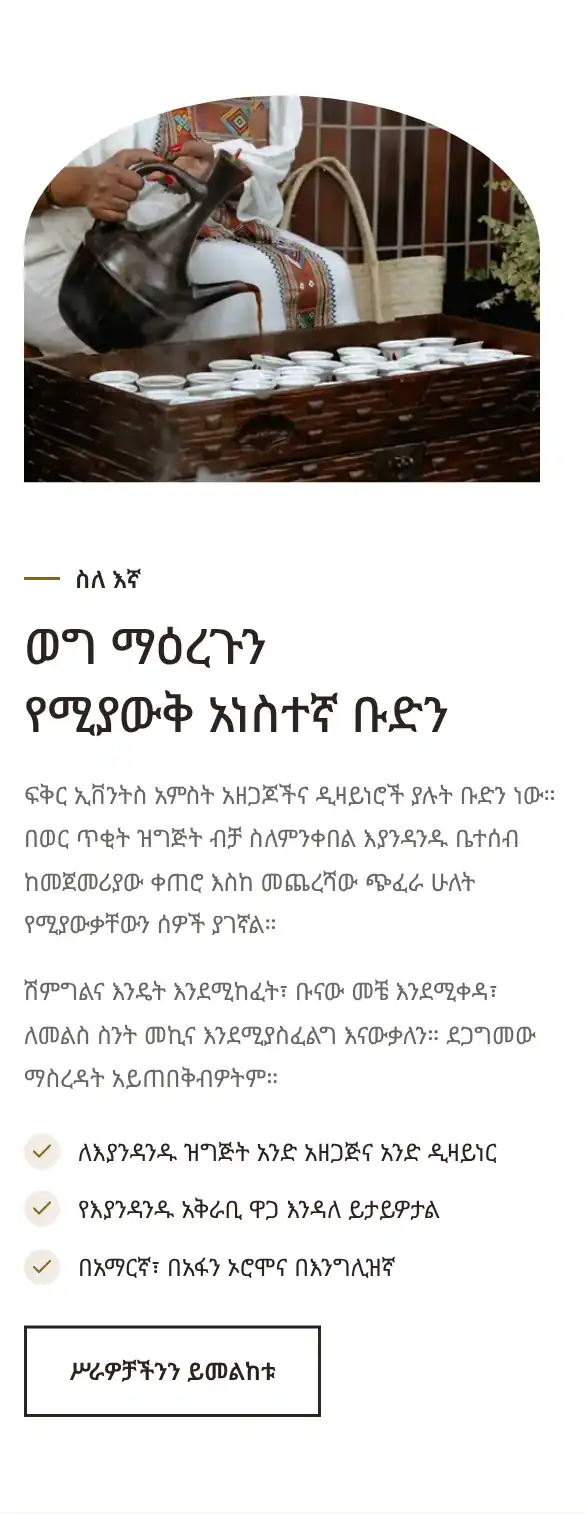 ስለ እኛ
ወግ ማዕረጉን
የሚያውቅ አነስተኛ ቡድን
ፍቅር ኢቨንትስ አምስት አዘጋጆችና ዲዛይነሮች ያሉት ቡድን ነው።
በወር ጥቂት ዝግጅት ብቻ ስለምንቀበል እያንዳንዱ ቤተሰብ
ከመጀመሪያው ቀጠሮ እስከ መጨረሻው ጭፈራ ሁለት
የሚያውቃቸውን ሰዎች ያገኛል።
ሽምግልና እንዴት እንደሚከፈት፣ ቡናው መቼ እንደሚቀዳ፣
ለመልስ ስንት መኪና እንደሚያስፈልግ እናውቃለን። ደጋግመው
ማስረዳት አይጠበቅብዎትም።
ለእያንዳንዱ ዝግጅት አንድ አዘጋጅና አንድ ዲዛይነር
የእያንዳንዱ አቅራቢ ዋጋ እንዳለ ይታይዎታል
በአማርኛ፣ በአፋን ኦሮሞና በእንግሊዝኛ
ሥራዎቻችንን ይመልከቱ